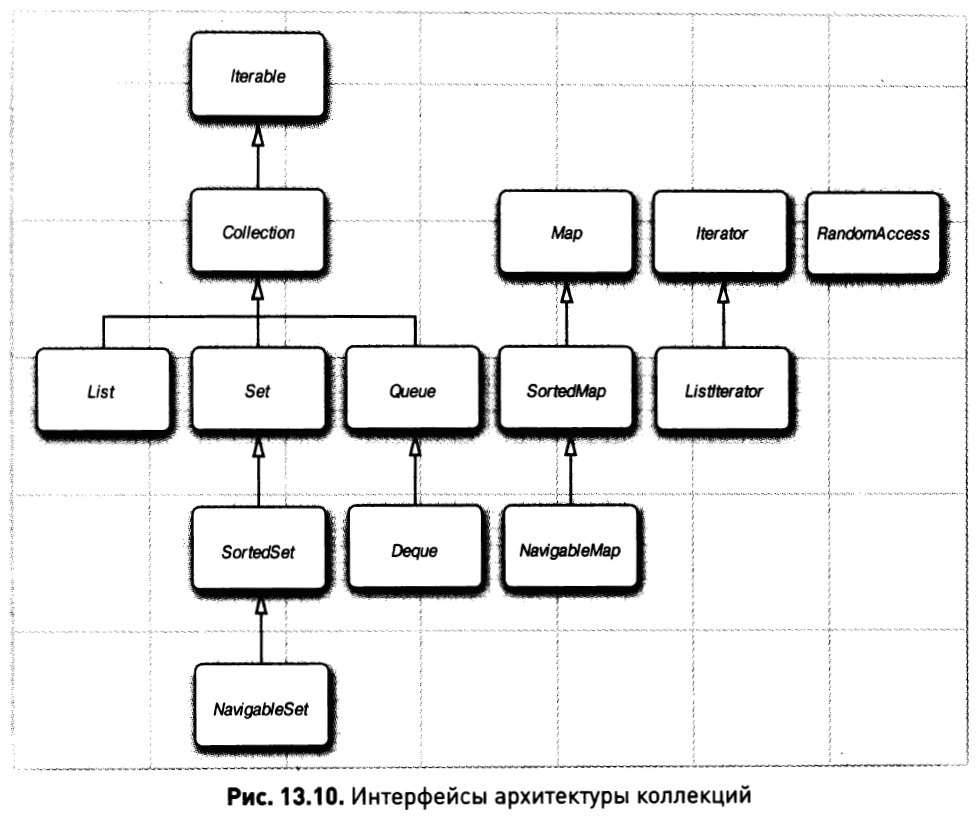 Iterable
Collection
Map
Iterator
RandomAccess
List
Set
Queue
SortedMap
ListIterator
SortedSet
Deque
NavigableMap
NavigableSet
Рис. 13.10. Интерфейсы архитектуры коллекций